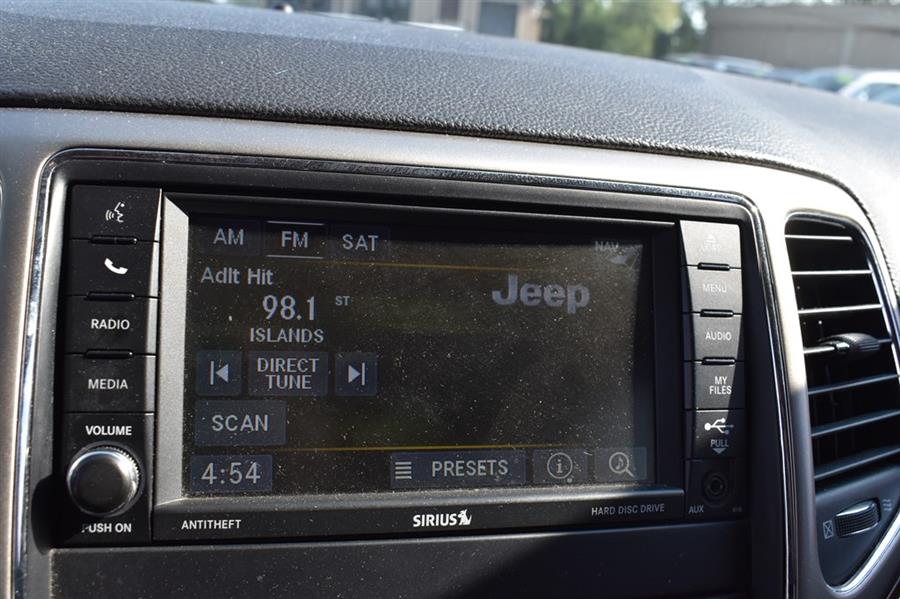 RADIO
MEDIA
VOLUME
PUSH ON
AM FM SAT NAV
Adlt Hit
98.1 ST
ISLANDS
Jeep
DIRECT
TUNE
SCAN
4:54 PRESETS
ANTITHEFT
SIRIUS
HARD DISC DRIVE
MENU
AUDIO
MY
FILES
PULL
AUX